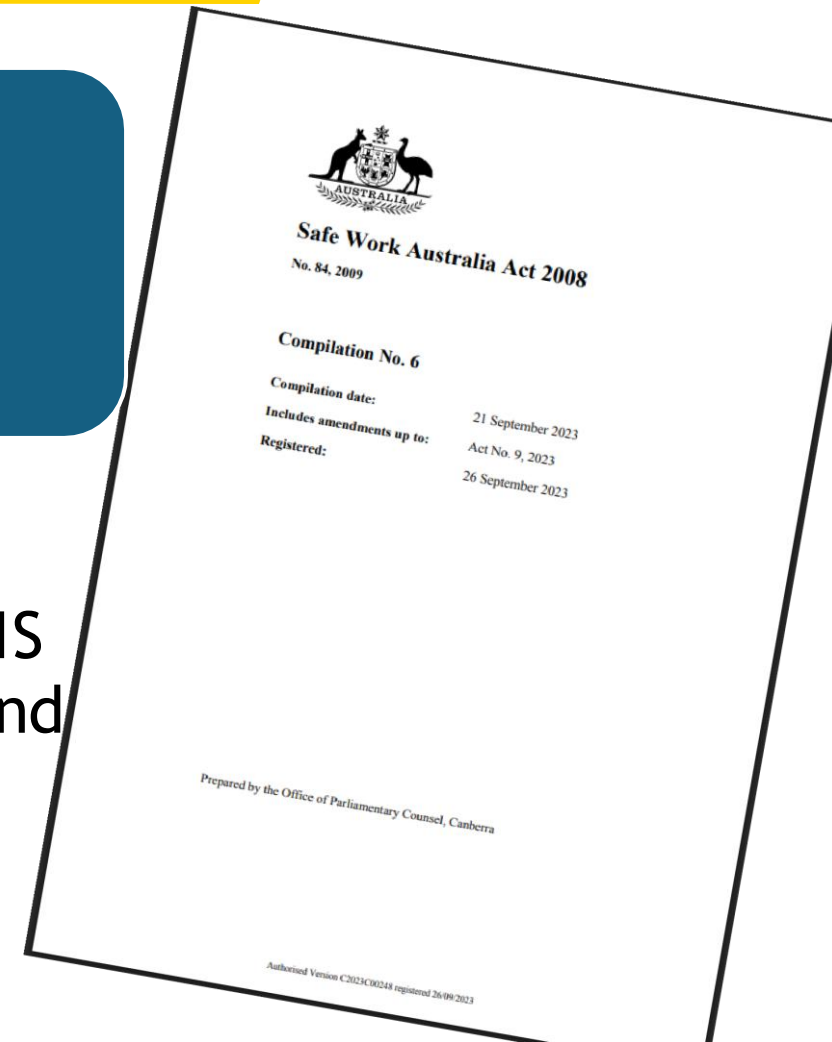 AUSTRALIA
Safe Work Australia Act 2008
No. 84, 2009
Compilation No. 6
Compilation date: 21 September 2023
Includes amendments up to: Act No. 9, 2023
Registered: 26 September 2023
IS
nd
Prepared by the Office of Parliamentary Counsel, Canberra
Authorised Version C2023C00248 registered 26/09/2023